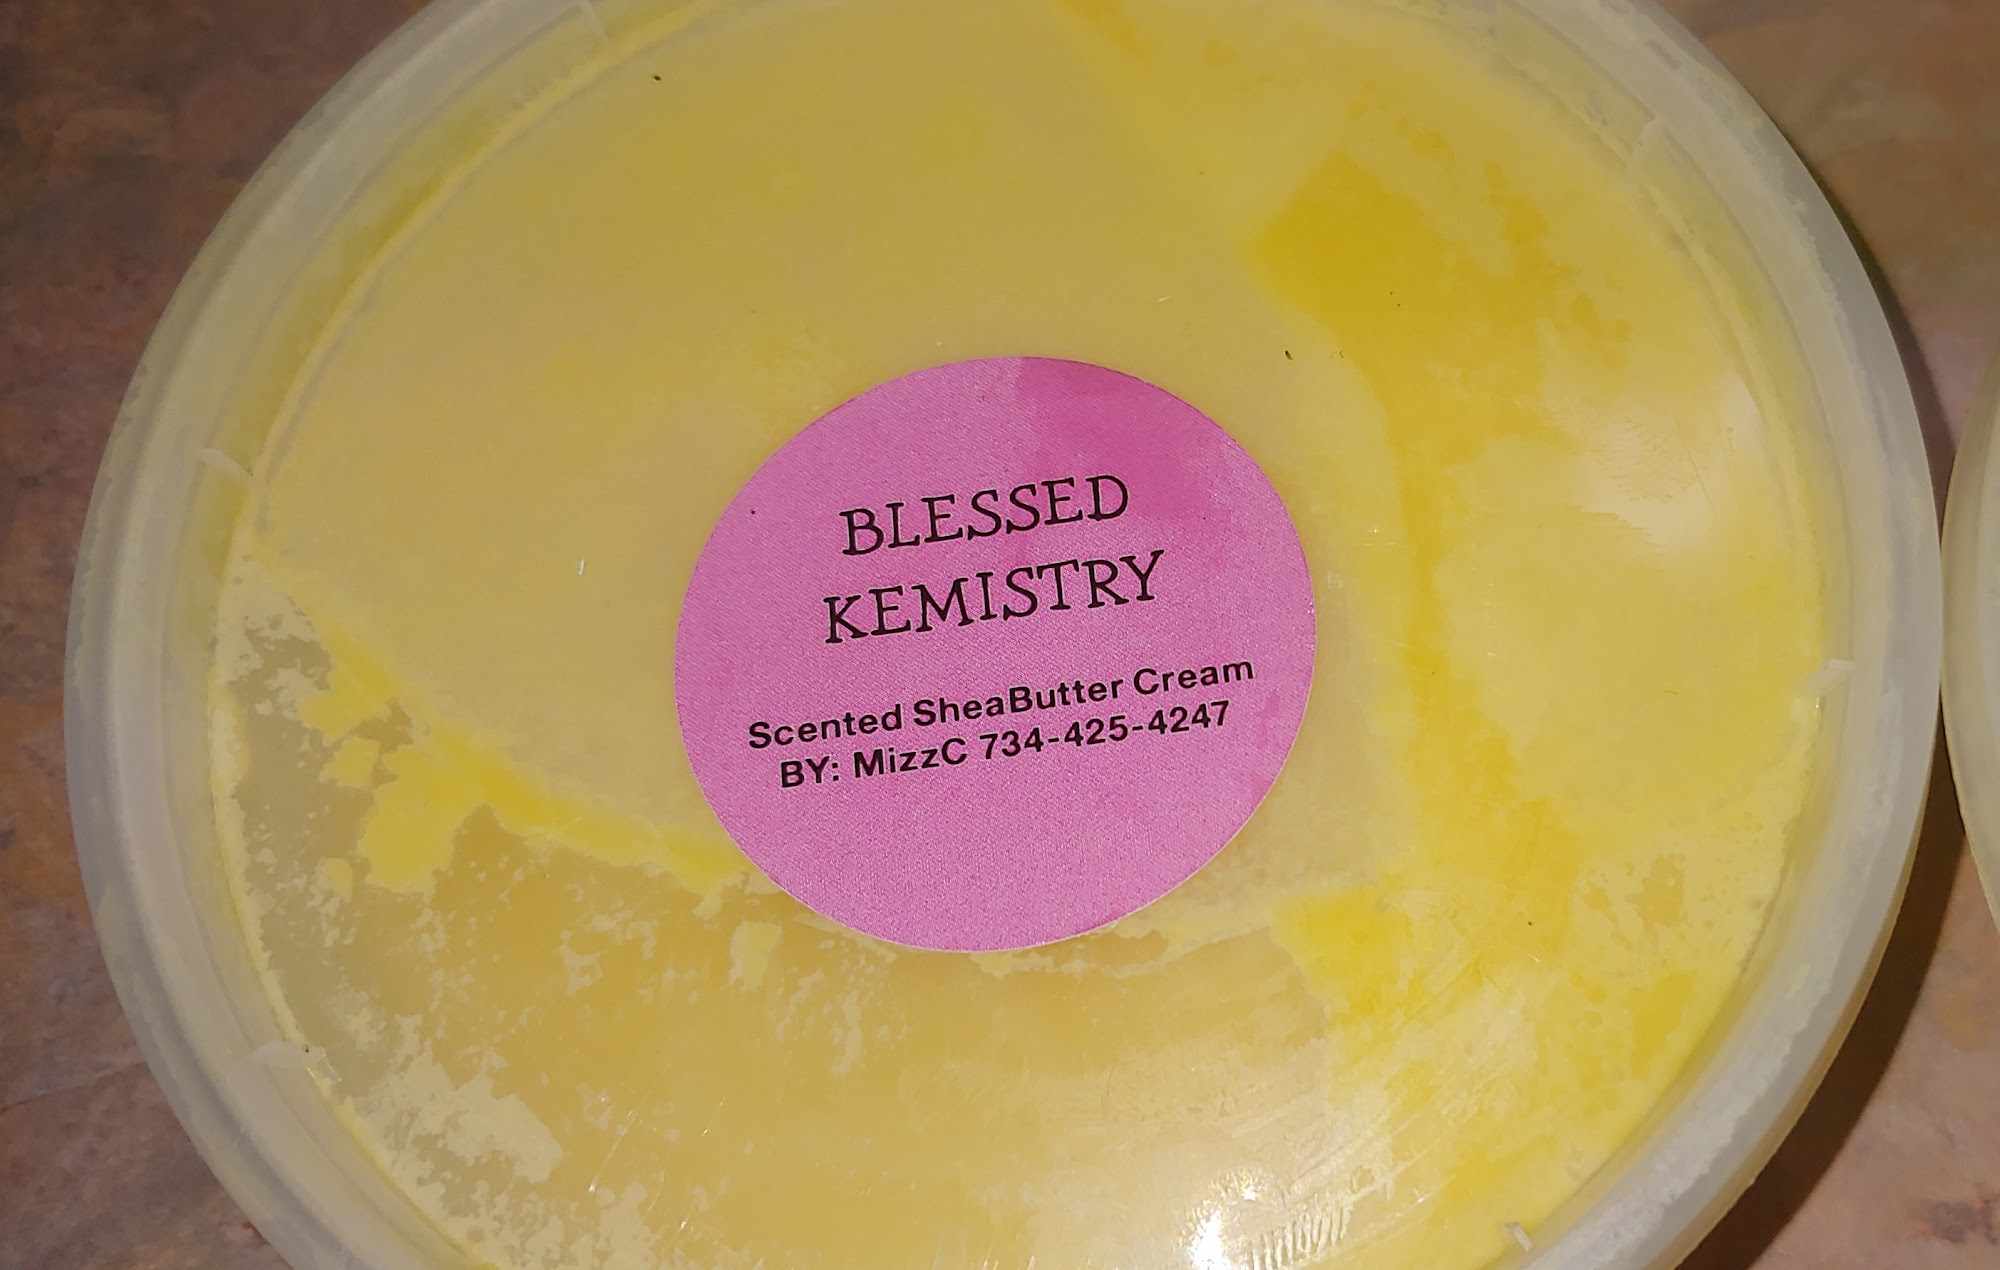 BLESSED
KEMISTRY
Scented SheaButter Cream
BY: MizzC 734-425-4247